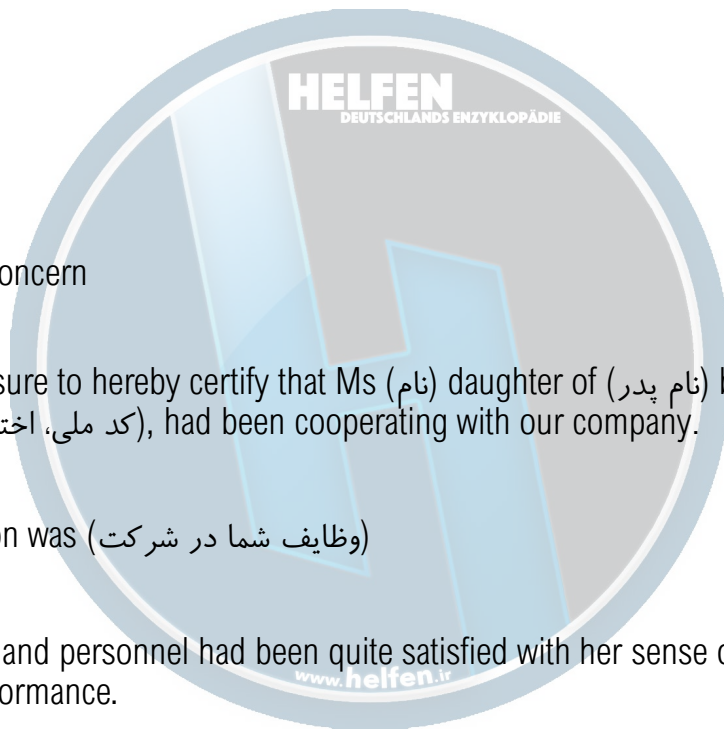 HELFEN
DEUTSCHLANDS ENZYKLOPÄDIE
oncern
sure to hereby certify that Ms (نام) daughter of (نام پدر) b
کد ملی، اخت), had been cooperating with our company.
on was (وظایف شما در شرکت)
and personnel had been quite satisfied with her sense o
www.helfen.ir
formance.